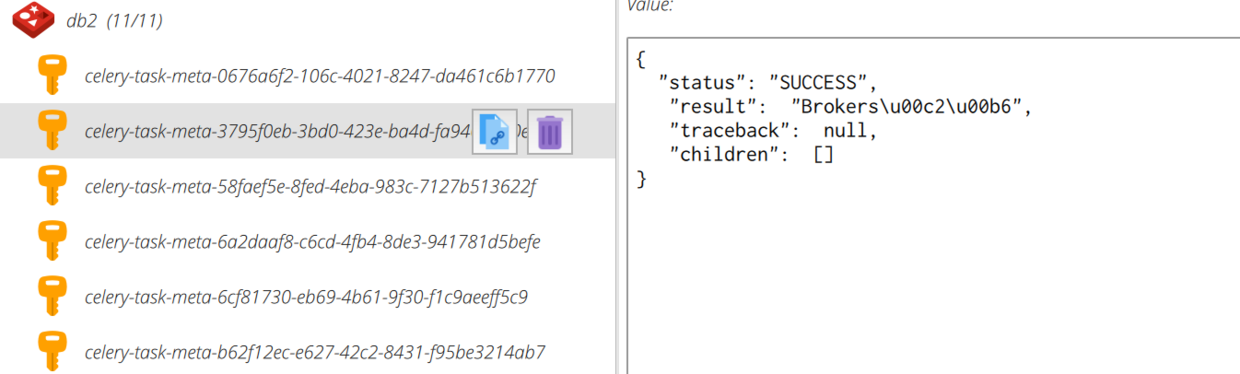 db2 (11/11)
celery-task-meta-0676a6f2-106c-4021-8247-da461c6b1770
celery-task-meta-3795f0eb-3bd0-423e-ba4d-fa94
celery-task-meta-58faef5e-8fed-4eba-983c-7127b513622f
celery-task-meta-6a2daaf8-c6cd-4fb4-8de3-941781d5befe
celery-task-meta-6cf81730-eb69-4b61-9f30-f1c9aeeff5c9
celery-task-meta-b62f12ec-e627-42c2-8431-f95be3214ab7
Value:
{
"status": "SUCCESS",
"result": "Brokers\u00c2\u00b6",
"traceback": null,
"children": []
}